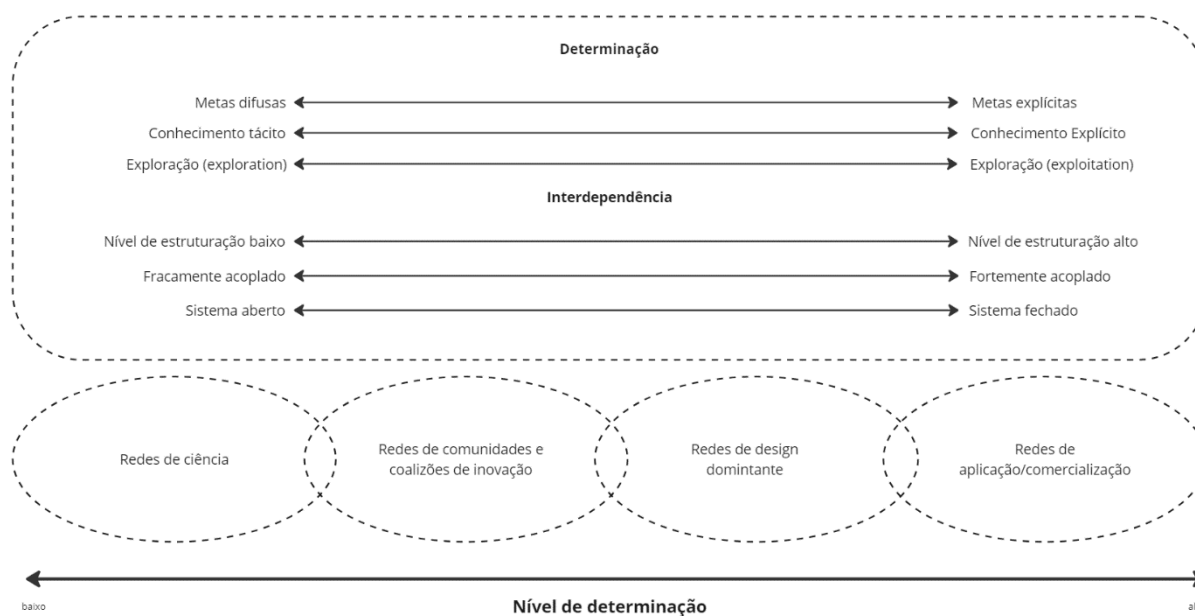 Determinação
Metas difusas
Metas explícitas
Conhecimento tácito
Conhecimento Explícito
Exploração (exploration)
Exploração (exploitation)
Interdependência
Nível de estruturação baixo
Nível de estruturação alto
Fracamente acoplado
Fortemente acoplado
Sistema aberto
Sistema fechado
Redes de ciência
Redes de comunidades e
coalizões de inovação
Redes de design
domintante
Redes de
aplicação/comercialização
baixo
Nível de determinação